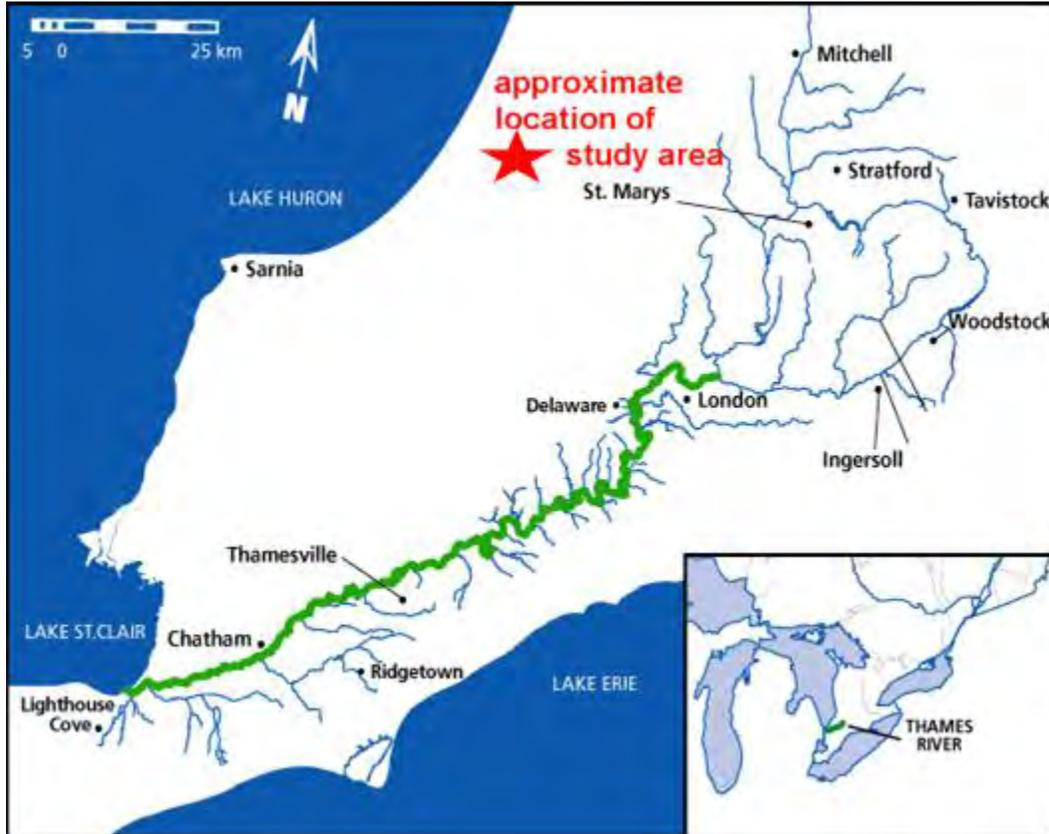 5 0 25 km
N
approximate
location of
study area
Mitchell
Stratford
St. Marys
Tavistock
LAKE HURON
Sarnia
Woodstock
Delaware
London
Ingersoll
Thamesville
LAKE ST.CLAIR
Chatham
Ridgetown
LAKE ERIE
Lighthouse
Cove
THAMES
RIVER